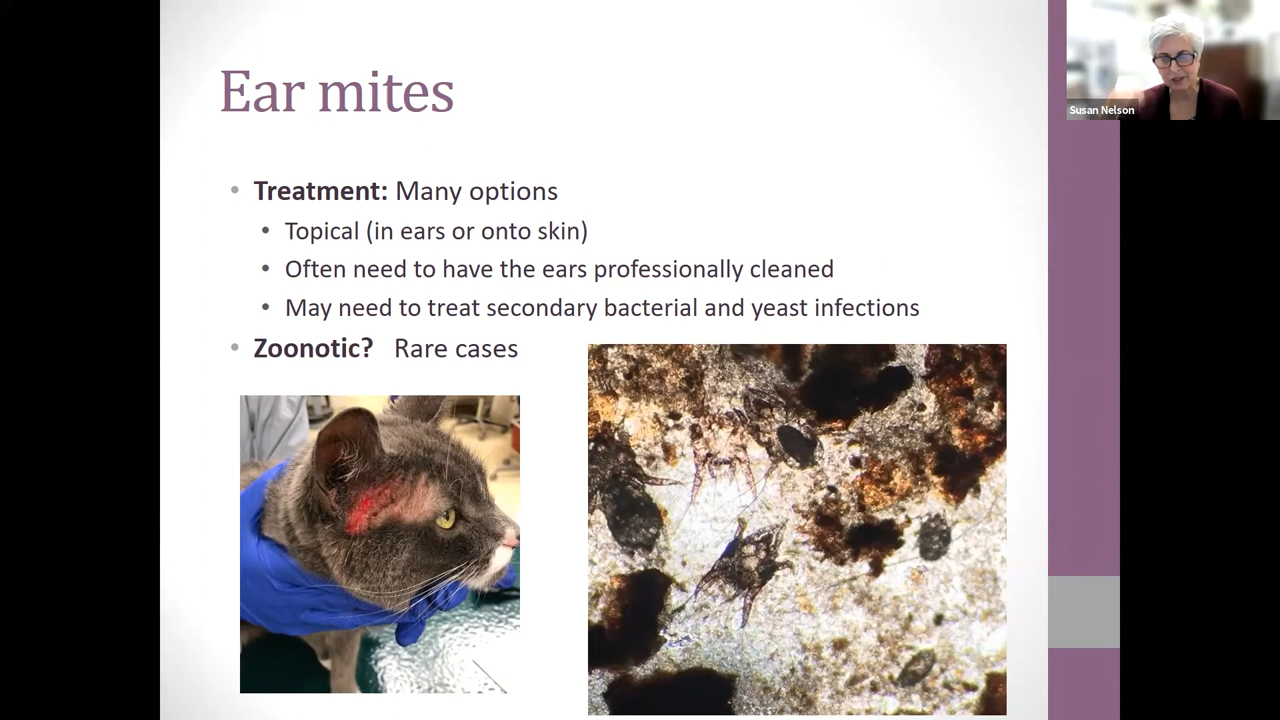 Ear mites
Susan Nelson
• Treatment: Many options
• Topical (in ears or onto skin)
• Often need to have the ears professionally cleaned
• May need to treat secondary bacterial and yeast infections
• Zoonotic? Rare cases